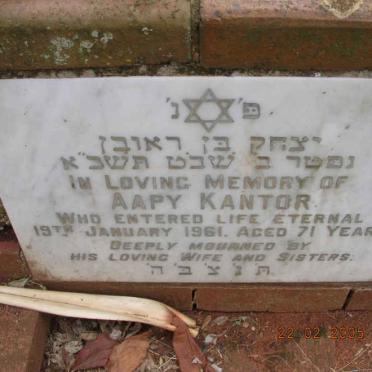 פ״נ
יצחק בן ראובן
נפטר ב׳ שבט תשכ״א
IN LOVING MEMORY OF
AAPY KANTOR
WHO ENTERED LIFE ETERNAL
19TH JANUARY 1961. AGED 71 YEAR
DEEPLY MOURNED BY
HIS LOVING WIFE AND SISTERS.
ת נ צ ב ״ ה
22 02 2005